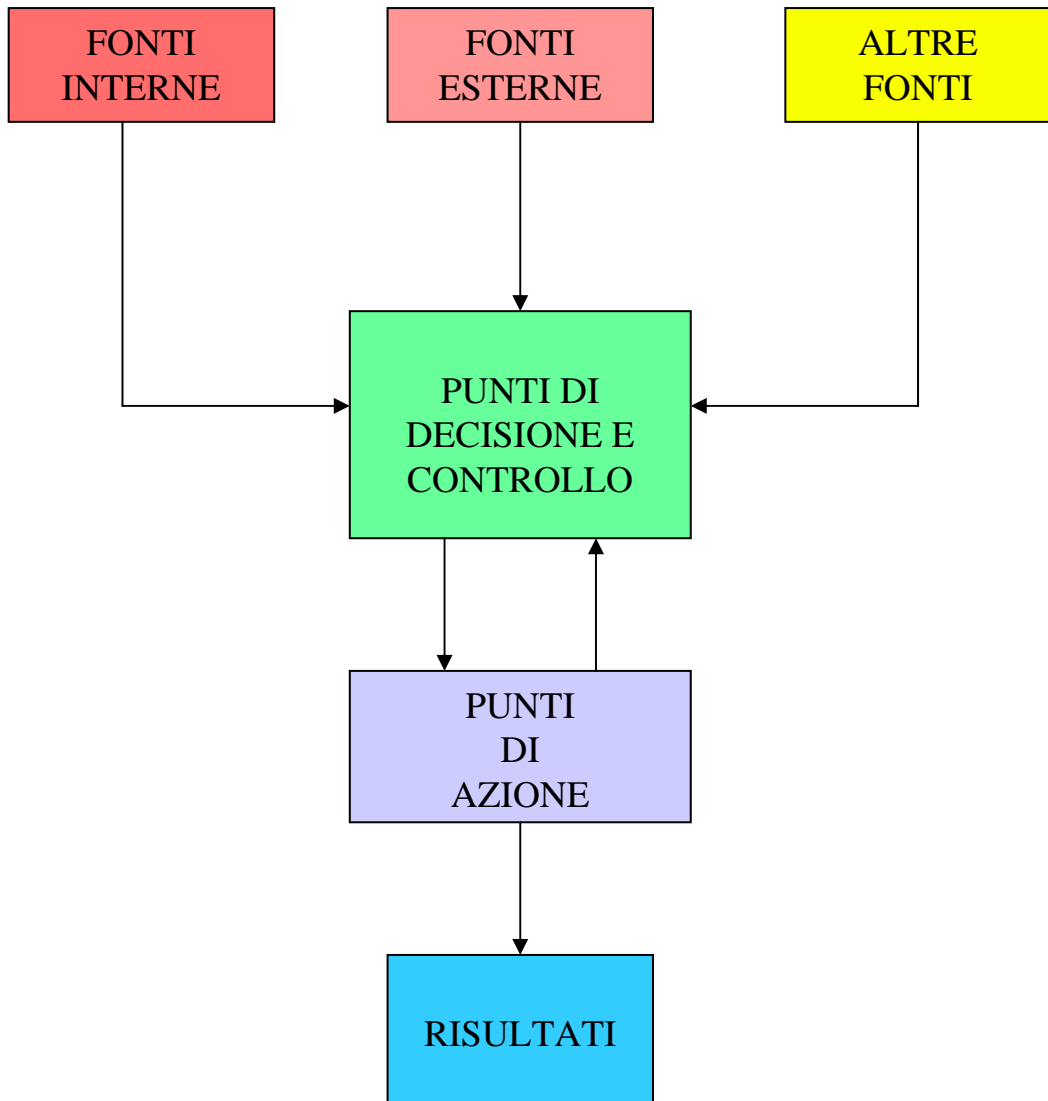 FONTI
INTERNE
FONTI
ESTERNE
ALTRE
FONTI
PUNTI DI
DECISIONE E
CONTROLLO
PUNTI
DI
AZIONE
RISULTATI